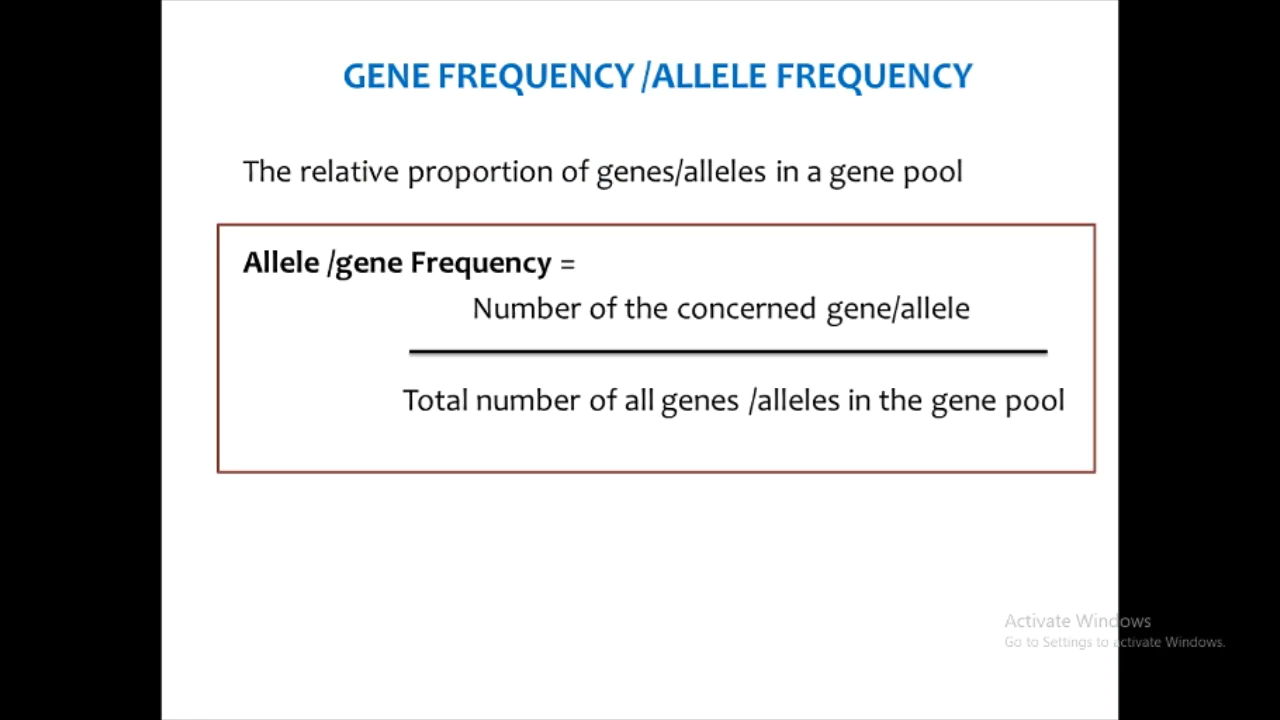 GENE FREQUENCY /ALLELE FREQUENCY
The relative proportion of genes/alleles in a gene pool
Allele /gene Frequency =
Number of the concerned gene/allele
Total number of all genes /alleles in the gene pool
Activate Windows
Go to Settings to activate Windows.